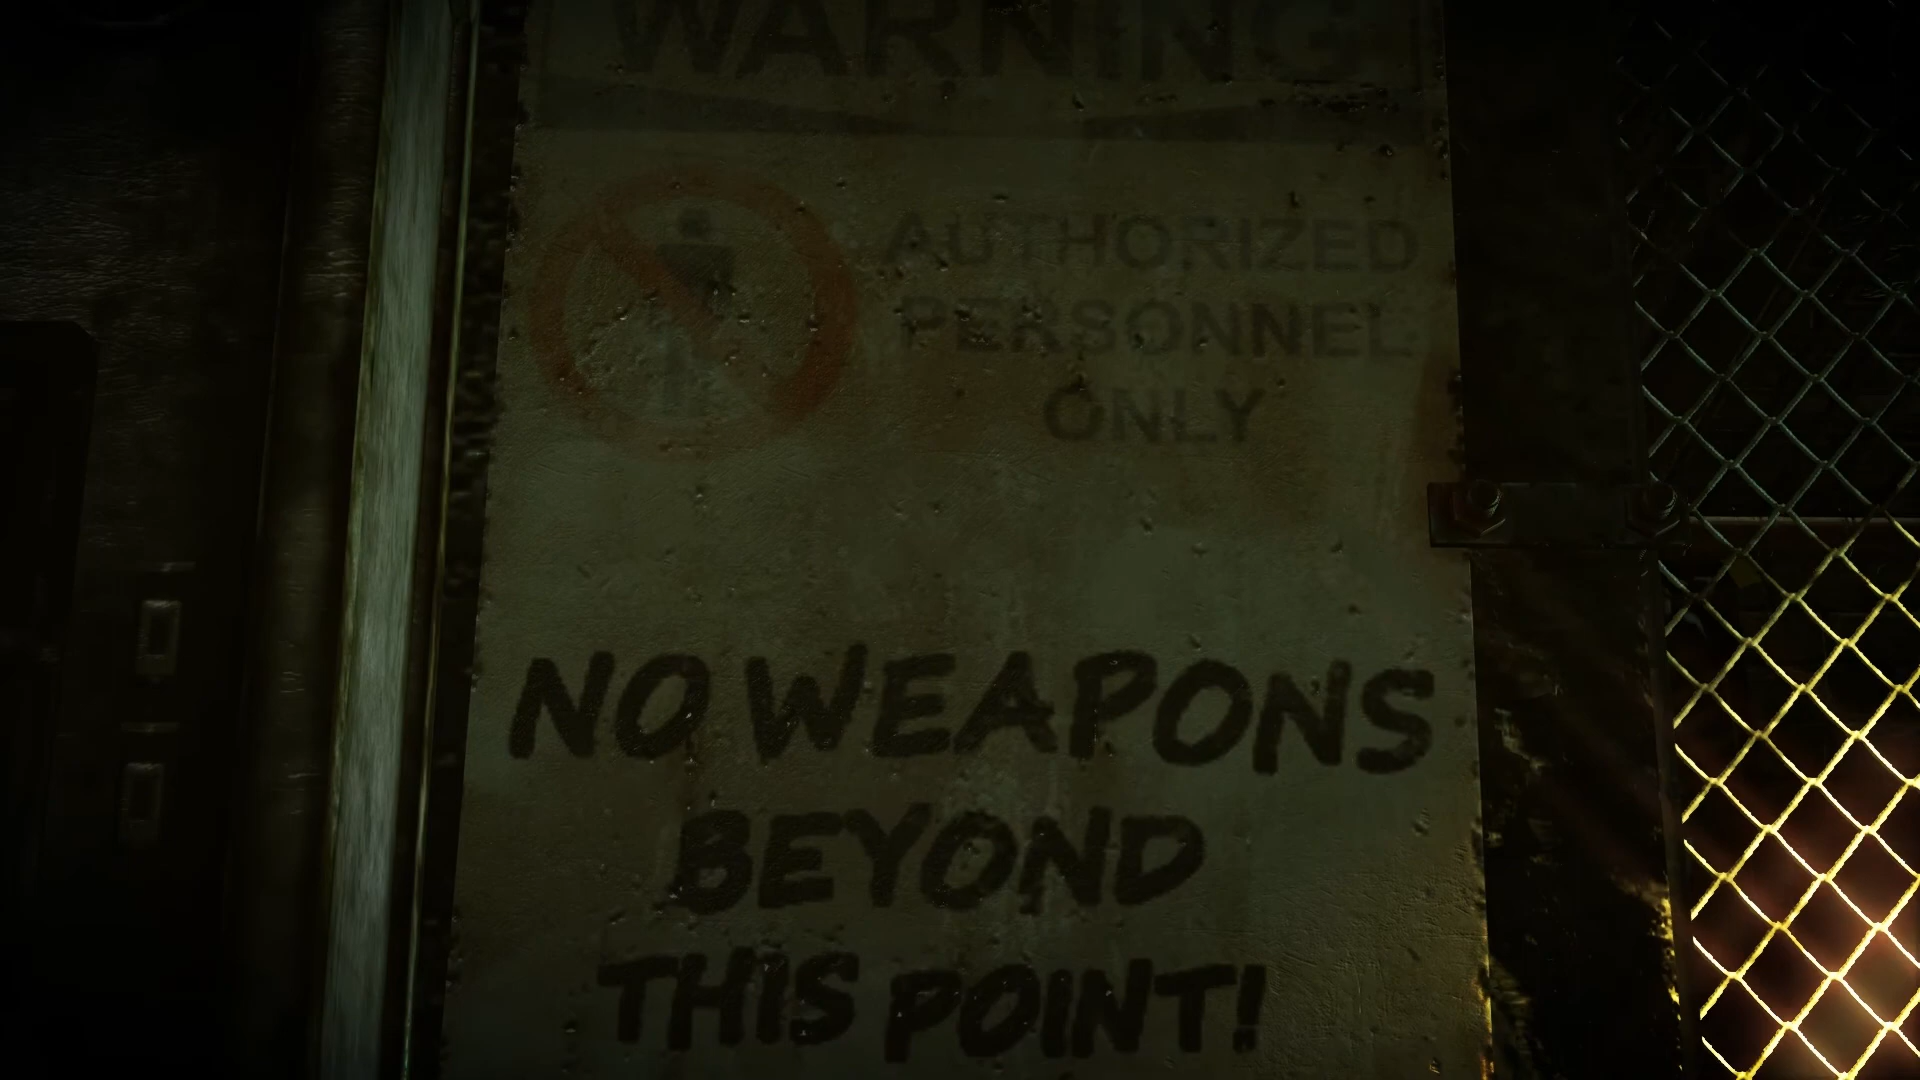 WARNING
AUTHORIZED
PERSONNEL
ONLY
NO WEAPONS
BEYOND
THIS POINT!